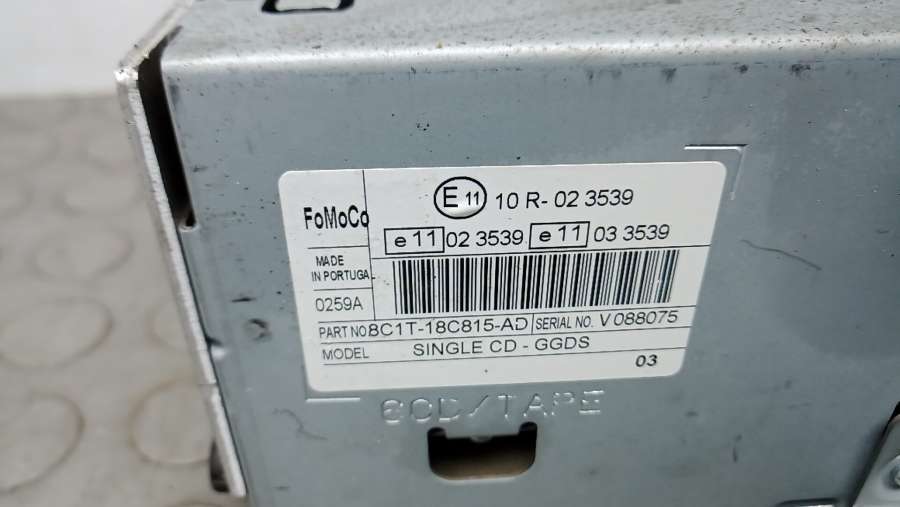 E 11 10 R- 02 3539
FoMoCo
e 11 02 3539 e 11 03 3539
MADE
IN PORTUGA
0259A
PART NO 8C1T-18C815-AD SERIAL NO. V 088075
MODEL SINGLE CD - GGDS
03
6CD/TAPE